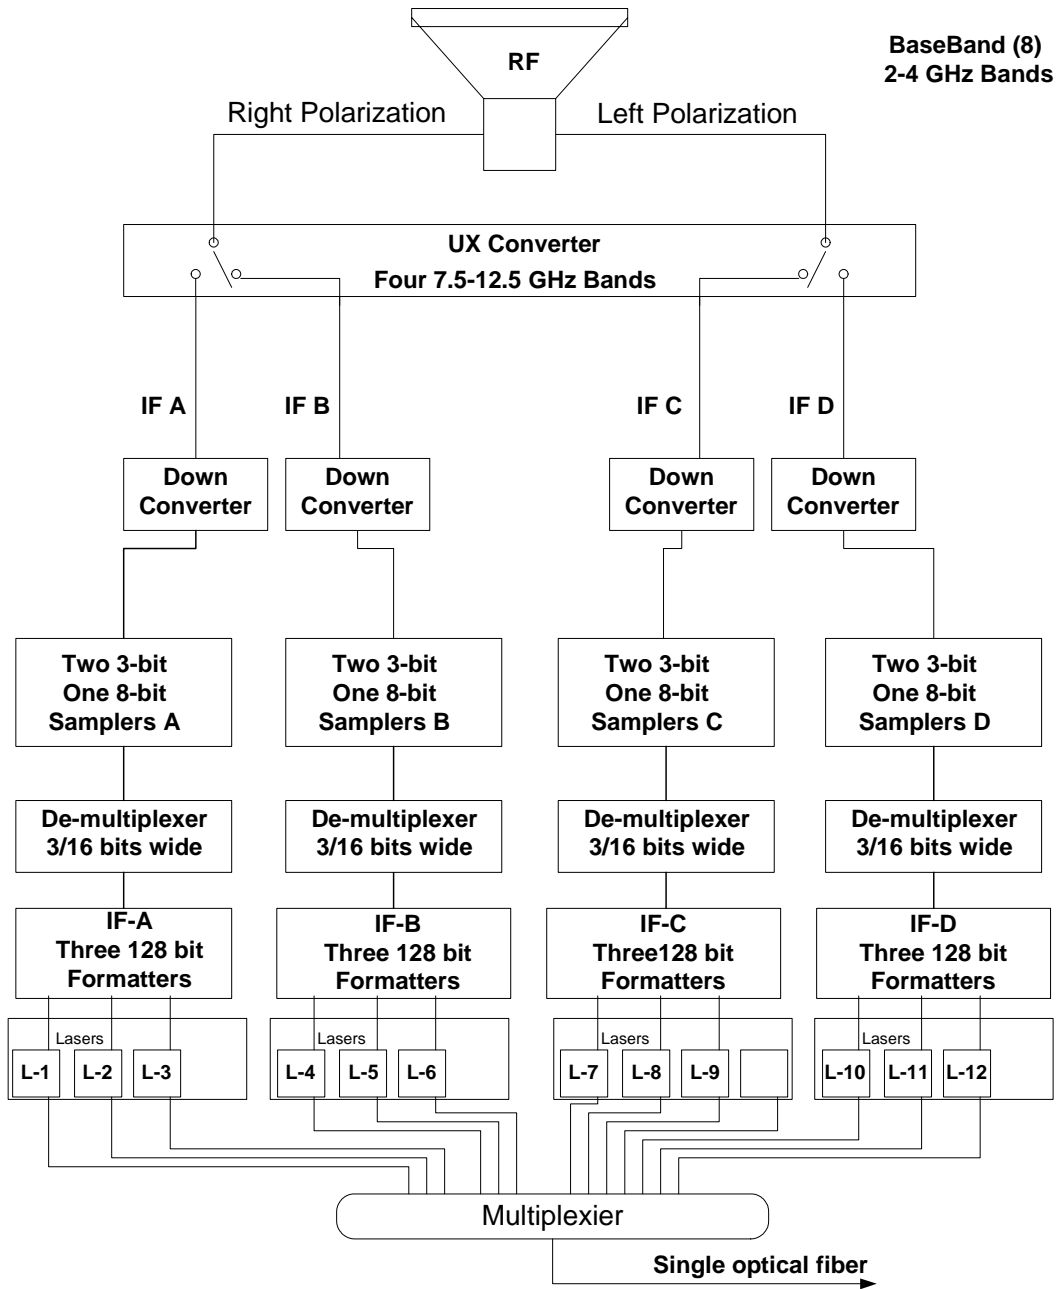 BaseBand (8)
2-4 GHz Bands
RF
Right Polarization
Left Polarization
UX Converter
Four 7.5-12.5 GHz Bands
IF A
IF B
IF C
IF D
Down
Converter
Down
Converter
Down
Converter
Down
Converter
Two 3-bit
One 8-bit
Samplers A
Two 3-bit
One 8-bit
Samplers B
Two 3-bit
One 8-bit
Samplers C
Two 3-bit
One 8-bit
Samplers D
De-multiplexer
3/16 bits wide
De-multiplexer
3/16 bits wide
De-multiplexer
3/16 bits wide
De-multiplexer
3/16 bits wide
IF-A
Three 128 bit
Formatters
IF-B
Three 128 bit
Formatters
IF-C
Three128 bit
Formatters
IF-D
Three 128 bit
Formatters
Lasers
L-1 L-2 L-3
Lasers
L-4 L-5 L-6
Lasers
L-7 L-8 L-9
Lasers
L-10 L-11 L-12
Multiplexier
Single optical fiber